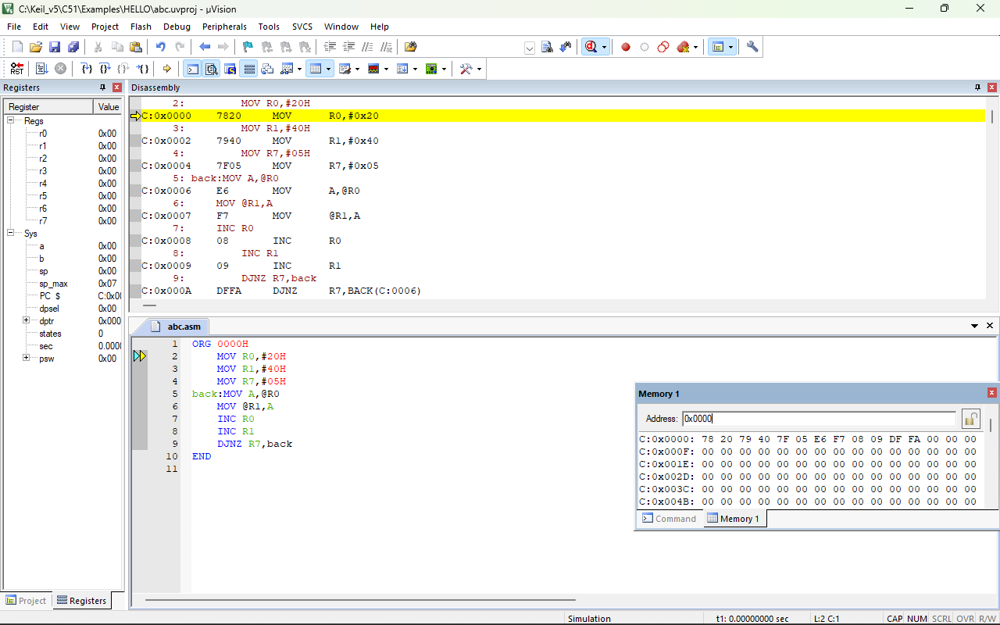 C:\Keil_v5\C51\Examples\HELLO\abc.uvproj - µVision
File Edit View Project Flash Debug Peripherals Tools SVCS Window Help
RST
Registers
Register Value
Regs
r0 0x00
r1 0x00
r2 0x00
r3 0x00
r4 0x00
r5 0x00
r6 0x00
r7 0x00
Sys
a 0x00
b 0x00
sp 0x00
sp_max 0x07
PC $ C:0x00
dpsel 0x00
dptr 0x000
states 0
sec 0.0000
psw 0x00
Project Registers
Disassembly
2: MOV R0,#20H
C:0x0000 7820 MOV R0,#0x20
3: MOV R1,#40H
C:0x0002 7940 MOV R1,#0x40
4: MOV R7,#05H
C:0x0004 7F05 MOV R7,#0x05
5: back:MOV A,@R0
C:0x0006 E6 MOV A,@R0
6: MOV @R1,A
C:0x0007 F7 MOV @R1,A
7: INC R0
C:0x0008 08 INC R0
8: INC R1
C:0x0009 09 INC R1
9: DJNZ R7,back
C:0x000A DFFA DJNZ R7,BACK(C:0006)
abc.asm
1 ORG 0000H
2 MOV R0,#20H
3 MOV R1,#40H
4 MOV R7,#05H
5 back:MOV A,@R0
6 MOV @R1,A
7 INC R0
8 INC R1
9 DJNZ R7,back
10 END
11
Memory 1
Address: 0x0000
C:0x0000: 78 20 79 40 7F 05 E6 F7 08 09 DF FA 00 00 00
C:0x000F: 00 00 00 00 00 00 00 00 00 00 00 00 00 00 00
C:0x001E: 00 00 00 00 00 00 00 00 00 00 00 00 00 00 00
C:0x002D: 00 00 00 00 00 00 00 00 00 00 00 00 00 00 00
C:0x003C: 00 00 00 00 00 00 00 00 00 00 00 00 00 00 00
C:0x004B: 00 00 00 00 00 00 00 00 00 00 00 00 00 00 00
Command Memory 1
Simulation t1: 0.00000000 sec L:2 C:1 CAP NUM SCRL OVR R/W